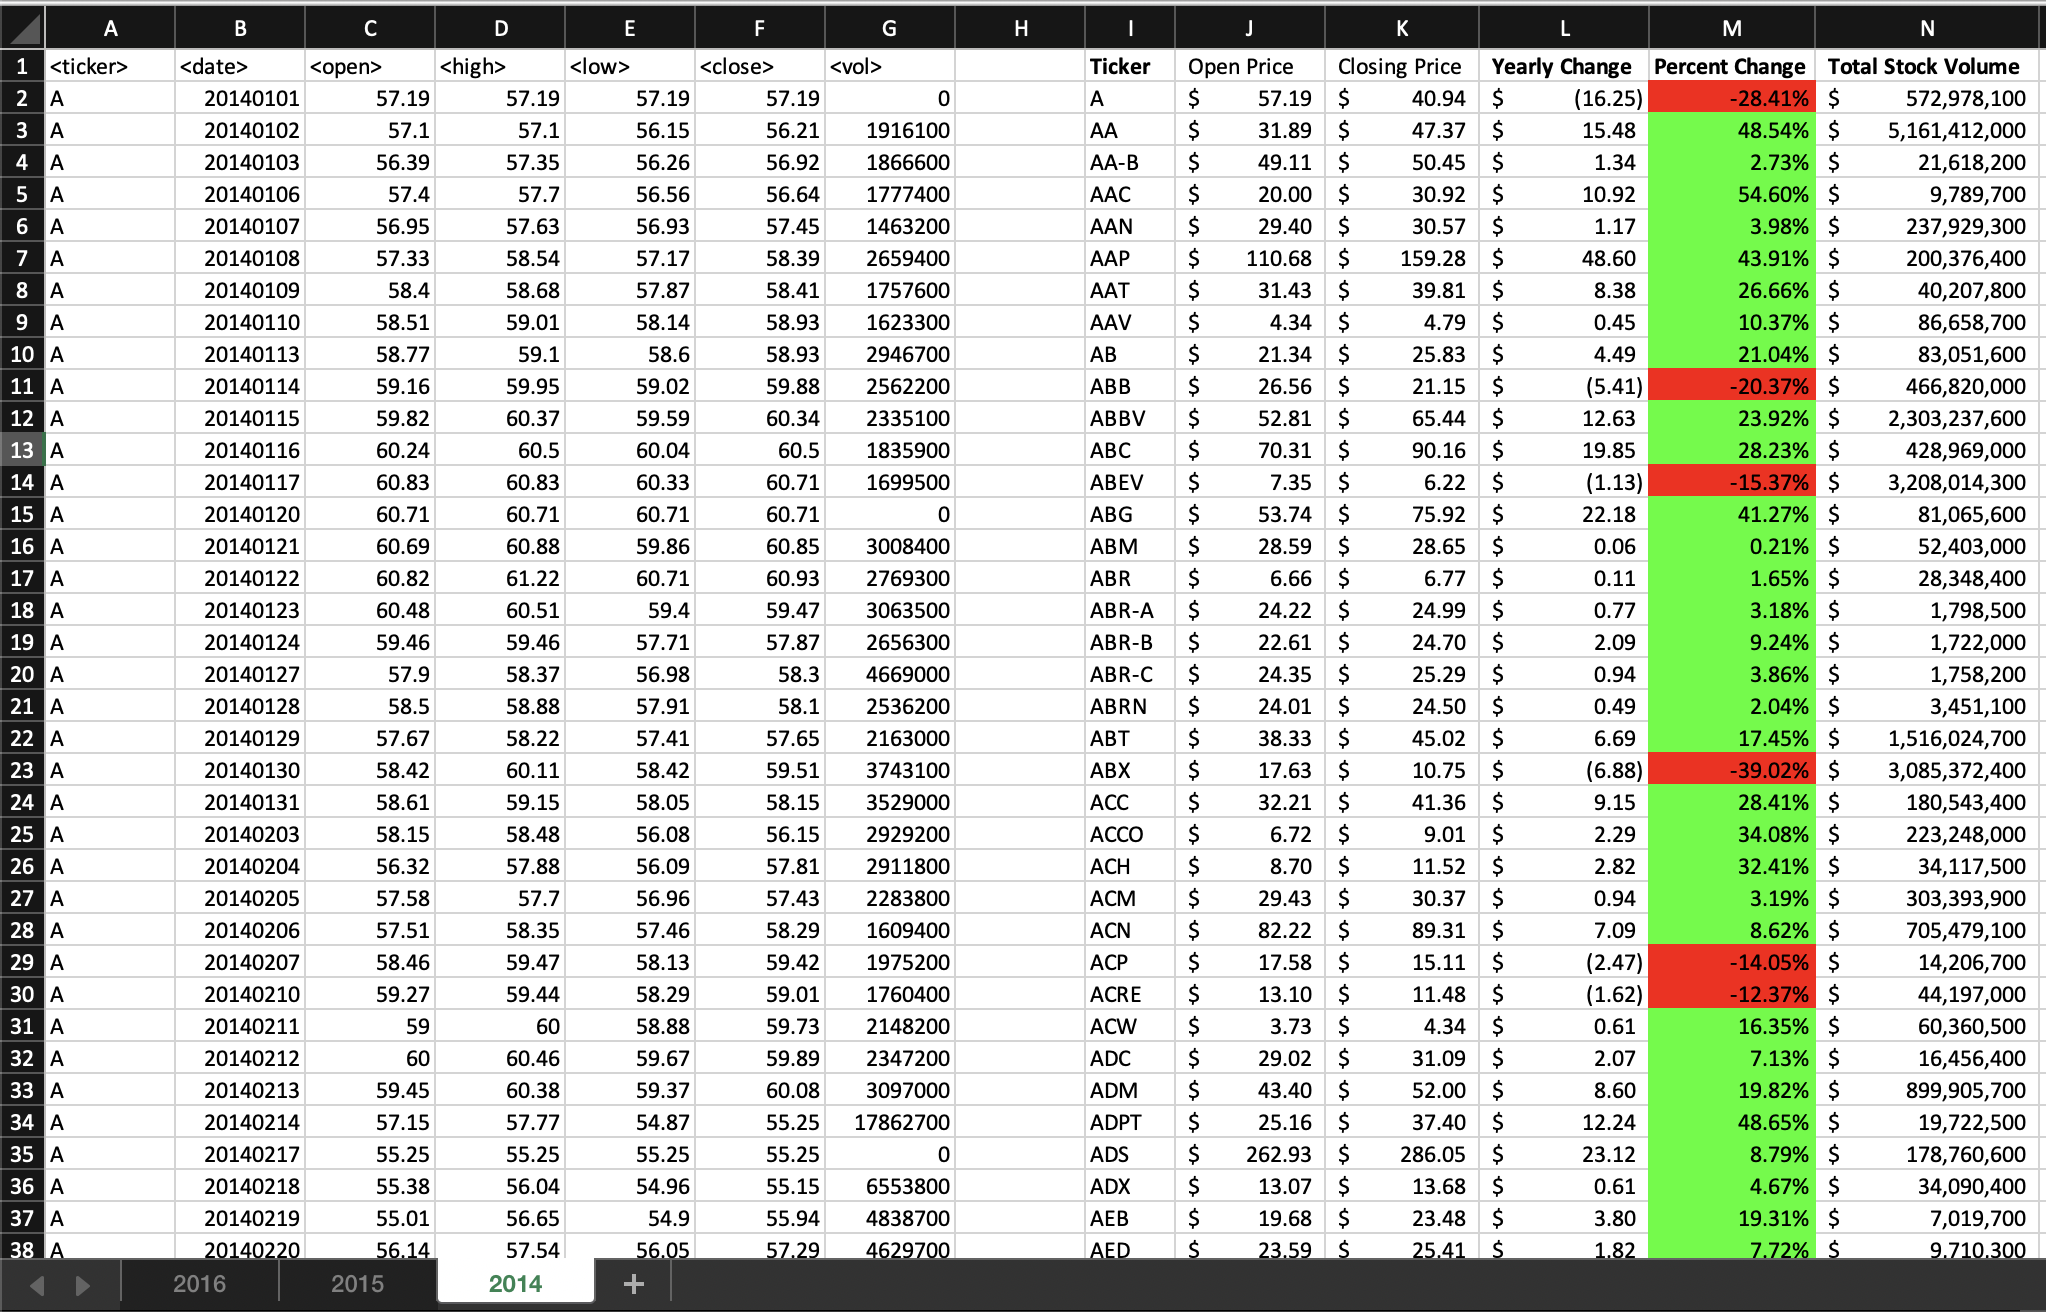 A B C D E F G H I J K L M N
1 <ticker> <date> <open> <high> <low> <close> <vol> Ticker Open Price Closing Price Yearly Change Percent Change Total Stock Volume
2 A 20140101 57.19 57.19 57.19 57.19 0 A $ 57.19 $ 40.94 $ (16.25) -28.41% $ 572,978,100
3 A 20140102 57.1 57.1 56.15 56.21 1916100 AA $ 31.89 $ 47.37 $ 15.48 48.54% $ 5,161,412,000
4 A 20140103 56.39 57.35 56.26 56.92 1866600 AA-B $ 49.11 $ 50.45 $ 1.34 2.73% $ 21,618,200
5 A 20140106 57.4 57.7 56.56 56.64 1777400 AAC $ 20.00 $ 30.92 $ 10.92 54.60% $ 9,789,700
6 A 20140107 56.95 57.63 56.93 57.45 1463200 AAN $ 29.40 $ 30.57 $ 1.17 3.98% $ 237,929,300
7 A 20140108 57.33 58.54 57.17 58.39 2659400 AAP $ 110.68 $ 159.28 $ 48.60 43.91% $ 200,376,400
8 A 20140109 58.4 58.68 57.87 58.41 1757600 AAT $ 31.43 $ 39.81 $ 8.38 26.66% $ 40,207,800
9 A 20140110 58.51 59.01 58.14 58.93 1623300 AAV $ 4.34 $ 4.79 $ 0.45 10.37% $ 86,658,700
10 A 20140113 58.77 59.1 58.6 58.93 2946700 AB $ 21.34 $ 25.83 $ 4.49 21.04% $ 83,051,600
11 A 20140114 59.16 59.95 59.02 59.88 2562200 ABB $ 26.56 $ 21.15 $ (5.41) -20.37% $ 466,820,000
12 A 20140115 59.82 60.37 59.59 60.34 2335100 ABBV $ 52.81 $ 65.44 $ 12.63 23.92% $ 2,303,237,600
13 A 20140116 60.24 60.5 60.04 60.5 1835900 ABC $ 70.31 $ 90.16 $ 19.85 28.23% $ 428,969,000
14 A 20140117 60.83 60.83 60.33 60.71 1699500 ABEV $ 7.35 $ 6.22 $ (1.13) -15.37% $ 3,208,014,300
15 A 20140120 60.71 60.71 60.71 60.71 0 ABG $ 53.74 $ 75.92 $ 22.18 41.27% $ 81,065,600
16 A 20140121 60.69 60.88 59.86 60.85 3008400 ABM $ 28.59 $ 28.65 $ 0.06 0.21% $ 52,403,000
17 A 20140122 60.82 61.22 60.71 60.93 2769300 ABR $ 6.66 $ 6.77 $ 0.11 1.65% $ 28,348,400
18 A 20140123 60.48 60.51 59.4 59.47 3063500 ABR-A $ 24.22 $ 24.99 $ 0.77 3.18% $ 1,798,500
19 A 20140124 59.46 59.46 57.71 57.87 2656300 ABR-B $ 22.61 $ 24.70 $ 2.09 9.24% $ 1,722,000
20 A 20140127 57.9 58.37 56.98 58.3 4669000 ABR-C $ 24.35 $ 25.29 $ 0.94 3.86% $ 1,758,200
21 A 20140128 58.5 58.88 57.91 58.1 2536200 ABRN $ 24.01 $ 24.50 $ 0.49 2.04% $ 3,451,100
22 A 20140129 57.67 58.22 57.41 57.65 2163000 ABT $ 38.33 $ 45.02 $ 6.69 17.45% $ 1,516,024,700
23 A 20140130 58.42 60.11 58.42 59.51 3743100 ABX $ 17.63 $ 10.75 $ (6.88) -39.02% $ 3,085,372,400
24 A 20140131 58.61 59.15 58.05 58.15 3529000 ACC $ 32.21 $ 41.36 $ 9.15 28.41% $ 180,543,400
25 A 20140203 58.15 58.48 56.08 56.15 2929200 ACCO $ 6.72 $ 9.01 $ 2.29 34.08% $ 223,248,000
26 A 20140204 56.32 57.88 56.09 57.81 2911800 ACH $ 8.70 $ 11.52 $ 2.82 32.41% $ 34,117,500
27 A 20140205 57.58 57.7 56.96 57.43 2283800 ACM $ 29.43 $ 30.37 $ 0.94 3.19% $ 303,393,900
28 A 20140206 57.51 58.35 57.46 58.29 1609400 ACN $ 82.22 $ 89.31 $ 7.09 8.62% $ 705,479,100
29 A 20140207 58.46 59.47 58.13 59.42 1975200 ACP $ 17.58 $ 15.11 $ (2.47) -14.05% $ 14,206,700
30 A 20140210 59.27 59.44 58.29 59.01 1760400 ACRE $ 13.10 $ 11.48 $ (1.62) -12.37% $ 44,197,000
31 A 20140211 59 60 58.88 59.73 2148200 ACW $ 3.73 $ 4.34 $ 0.61 16.35% $ 60,360,500
32 A 20140212 60 60.46 59.67 59.89 2347200 ADC $ 29.02 $ 31.09 $ 2.07 7.13% $ 16,456,400
33 A 20140213 59.45 60.38 59.37 60.08 3097000 ADM $ 43.40 $ 52.00 $ 8.60 19.82% $ 899,905,700
34 A 20140214 57.15 57.77 54.87 55.25 17862700 ADPT $ 25.16 $ 37.40 $ 12.24 48.65% $ 19,722,500
35 A 20140217 55.25 55.25 55.25 55.25 0 ADS $ 262.93 $ 286.05 $ 23.12 8.79% $ 178,760,600
36 A 20140218 55.38 56.04 54.96 55.15 6553800 ADX $ 13.07 $ 13.68 $ 0.61 4.67% $ 34,090,400
37 A 20140219 55.01 56.65 54.9 55.94 4838700 AEB $ 19.68 $ 23.48 $ 3.80 19.31% $ 7,019,700
38 A 20140220 56.14 57.54 56.05 57.29 4629700 AED $ 23.59 $ 25.41 $ 1.82 7.72% $ 9,710,300
2016 2015 2014 +